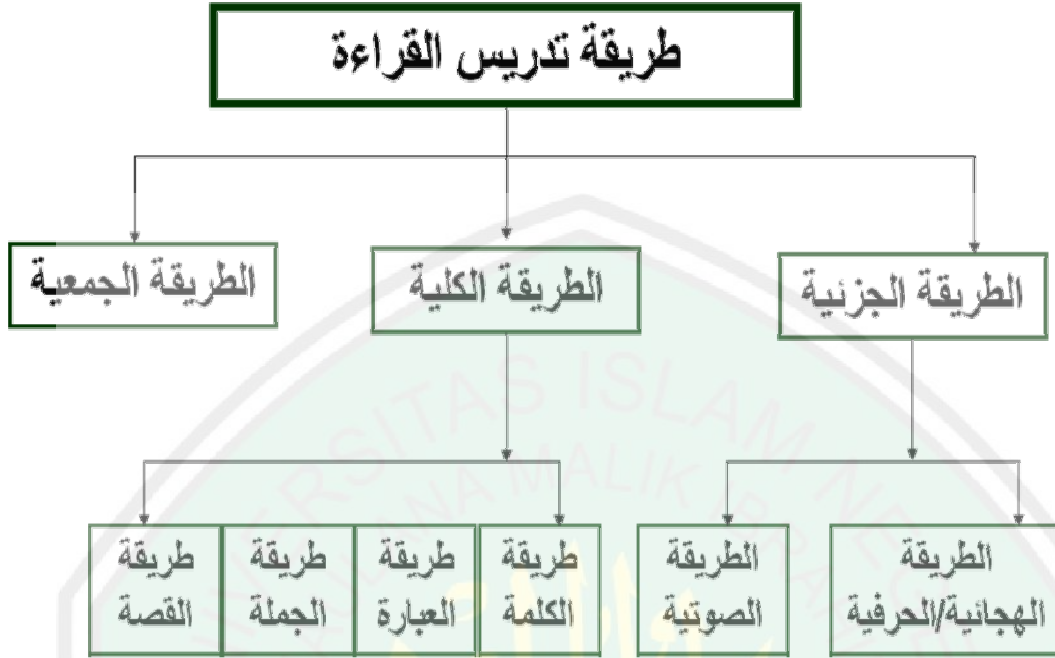 طريقة تدريس القراءة
الطريقة الجزئية
الطريقة الكلية
الطريقة الجمعية
الطريقة
الهجائية/الحرفية
الطريقة
الصوتية
طريقة
الكلمة
طريقة
العبارة
طريقة
الجملة
طريقة
القصة